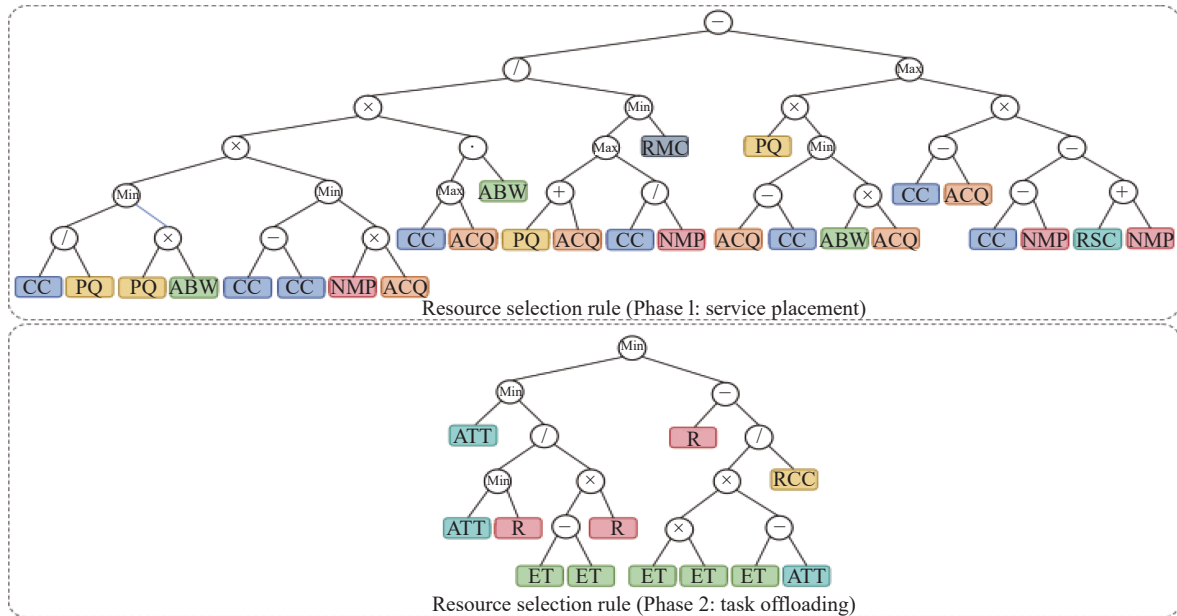 −
/ Max
× Min × ×
× · Max RMC PQ Min − −
Min Min Max ABW + / − × CC ACQ − +
/ × − × CC ACQ PQ ACQ CC NMP ACQ CC ABW ACQ CC NMP RSC NMP
CC PQ PQ ABW CC CC NMP ACQ
Resource selection rule (Phase l: service placement)
Min
Min −
ATT / R /
Min × × RCC
ATT R − R × −
ET ET ET ET ET ATT
Resource selection rule (Phase 2: task offloading)